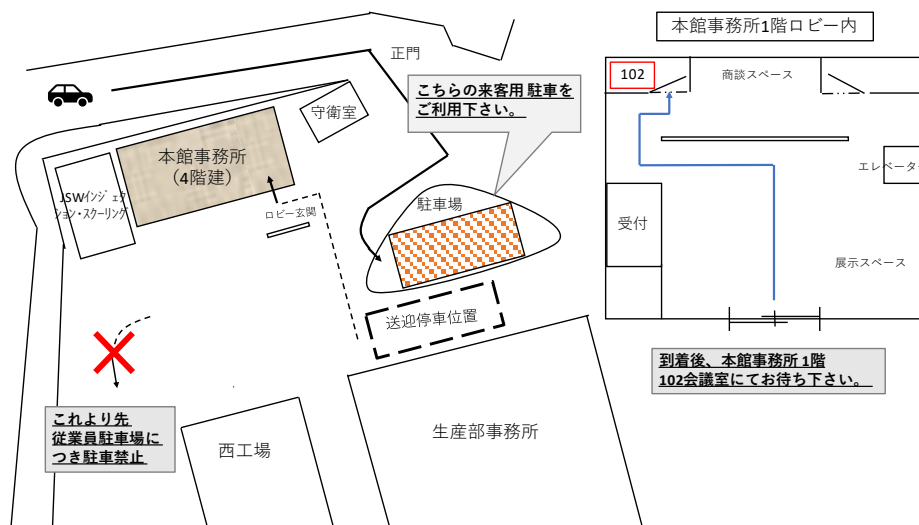 正門
こちらの来客用 駐車を
ご利用下さい。
守衛室
本館事務所
（4階建）
JSWインジェク
ション・スクーリング
ロビー玄関
駐車場
送迎停車位置
これより先
従業員駐車場に
つき駐車禁止
西工場
生産部事務所
本館事務所1階ロビー内
102
商談スペース
エレベーター
受付
展示スペース
到着後、本館事務所 1階
102会議室にてお待ち下さい。